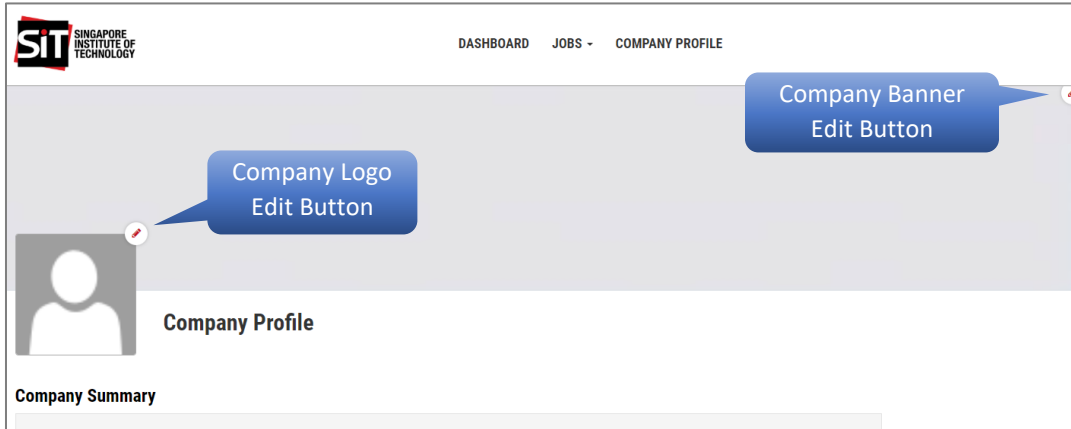 SiT
SINGAPORE
INSTITUTE OF
TECHNOLOGY
DASHBOARD JOBS COMPANY PROFILE
Company Banner
Edit Button
Company Logo
Edit Button
Company Profile
Company Summary